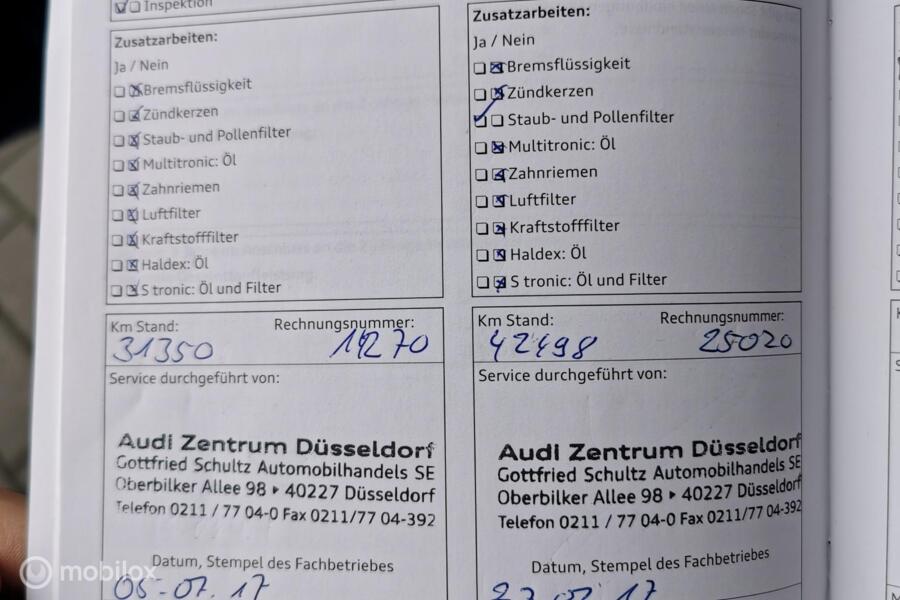 Inspektion
Zusatzarbeiten:
Ja / Nein
Bremsflüssigkeit
Zündkerzen
Staub- und Pollenfilter
Multitronic: Öl
Zahnriemen
Luftfilter
Kraftstofffilter
Haldex: Öl
S tronic: Öl und Filter
Km Stand: Rechnungsnummer:
31350 14270
Service durchgeführt von:
Audi Zentrum Düsseldorf
Gottfried Schultz Automobilhandels SE
Oberbilker Allee 98 ▸ 40227 Düsseldorf
Telefon 0211 / 77 04-0 Fax 0211/77 04-392
Datum, Stempel des Fachbetriebes
05-07.17
Zusatzarbeiten:
Ja / Nein
Bremsflüssigkeit
Zündkerzen
Staub- und Pollenfilter
Multitronic: Öl
Zahnriemen
Luftfilter
Kraftstofffilter
Haldex: Öl
S tronic: Öl und Filter
Km Stand: Rechnungsnummer:
42498 25020
Service durchgeführt von:
Audi Zentrum Düsseldorf
Gottfried Schultz Automobilhandels SE
Oberbilker Allee 98 ▸ 40227 Düsseldorf
Telefon 0211 / 77 04-0 Fax 0211/77 04-392
Datum, Stempel des Fachbetriebes
mobilox